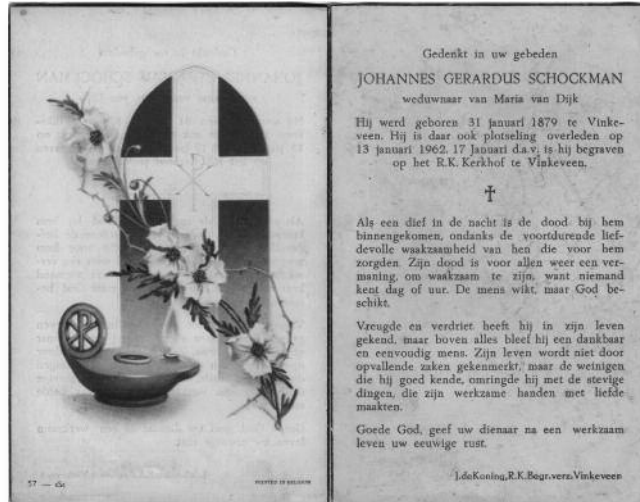 57 — C
PRINTED IN BELGIUM
Gedenkt in uw gebeden
JOHANNES GERARDUS SCHOCKMAN
weduwnaar van Maria van Dijk
Hij werd geboren 31 januari 1879 te Vinke-
veen. Hij is daar ook plotseling overleden op
13 januari 1962. 17 Januari d.a.v. is hij begraven
op het R.K. Kerkhof te Vinkeveen.
Als een dief in de nacht is de dood bij hem
binnengekomen, ondanks de voortdurende lief-
devolle waakzaamheid van hen die voor hem
zorgden. Zijn dood is voor allen weer een ver-
maning, om waakzaam te zijn, want niemand
kent dag of uur. De mens wikt, maar God be-
schikt.
Vreugde en verdriet heeft hij in zijn leven
gekend, maar boven alles bleef hij een dankbaar
en eenvoudig mens. Zijn leven wordt niet door
opvallende zaken gekenmerkt, maar de weinigen
die hij goed kende, omringde hij met de stevige
dingen, die zijn werkzame handen met liefde
maakten.
Goede God, geef uw dienaar na een werkzaam
leven uw eeuwige rust.
J.de Koning, R.K. Begr. verz. Vinkeveen